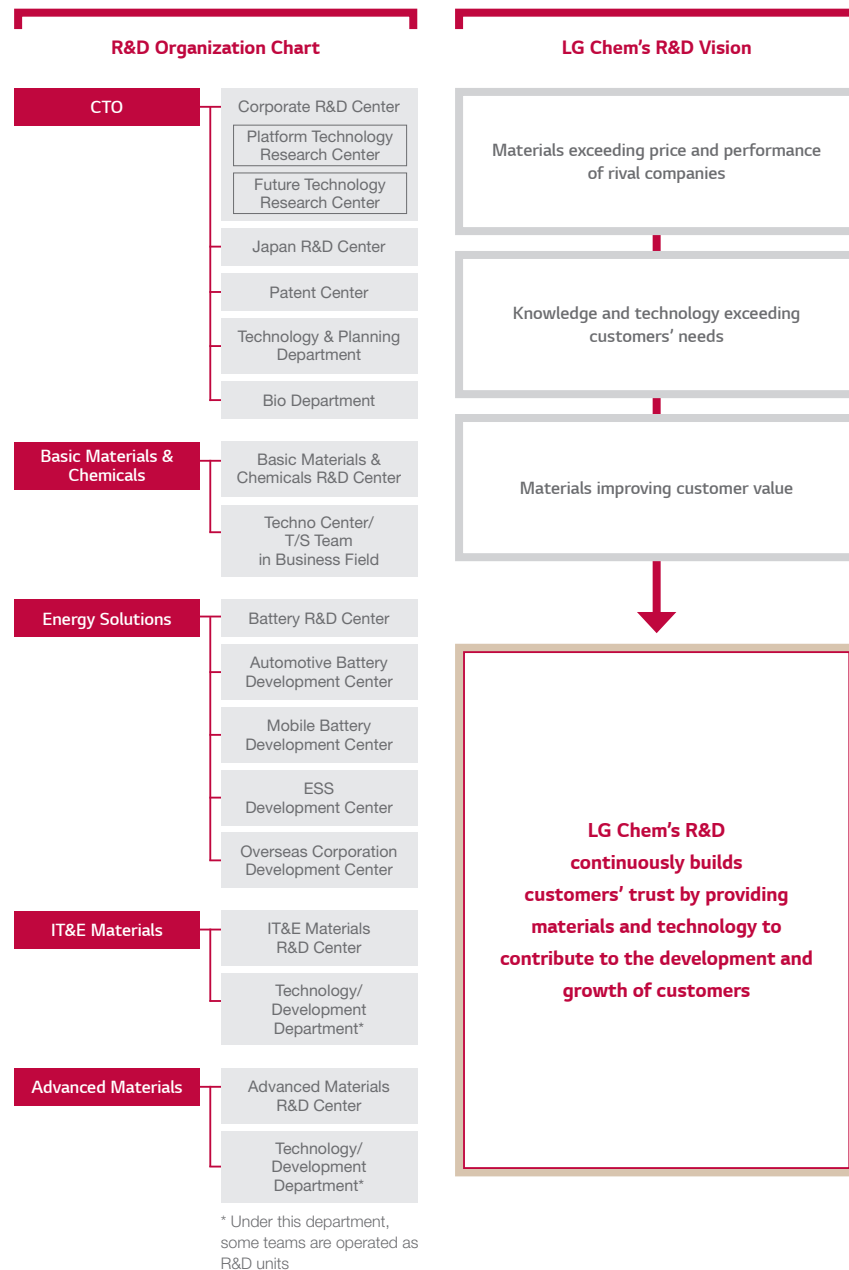 R&D Organization Chart
CTO
Corporate R&D Center
Platform Technology
Research Center
Future Technology
Research Center
Japan R&D Center
Patent Center
Technology & Planning
Department
Bio Department
Basic Materials &
Chemicals
Basic Materials &
Chemicals R&D Center
Techno Center/
T/S Team
in Business Field
Energy Solutions
Battery R&D Center
Automotive Battery
Development Center
Mobile Battery
Development Center
ESS
Development Center
Overseas Corporation
Development Center
IT&E Materials
IT&E Materials
R&D Center
Technology/
Development
Department*
Advanced Materials
Advanced Materials
R&D Center
Technology/
Development
Department*
* Under this department,
some teams are operated as
R&D units
LG Chem’s R&D Vision
Materials exceeding price and performance
of rival companies
Knowledge and technology exceeding
customers’ needs
Materials improving customer value
LG Chem’s R&D
continuously builds
customers’ trust by providing
materials and technology to
contribute to the development and
growth of customers